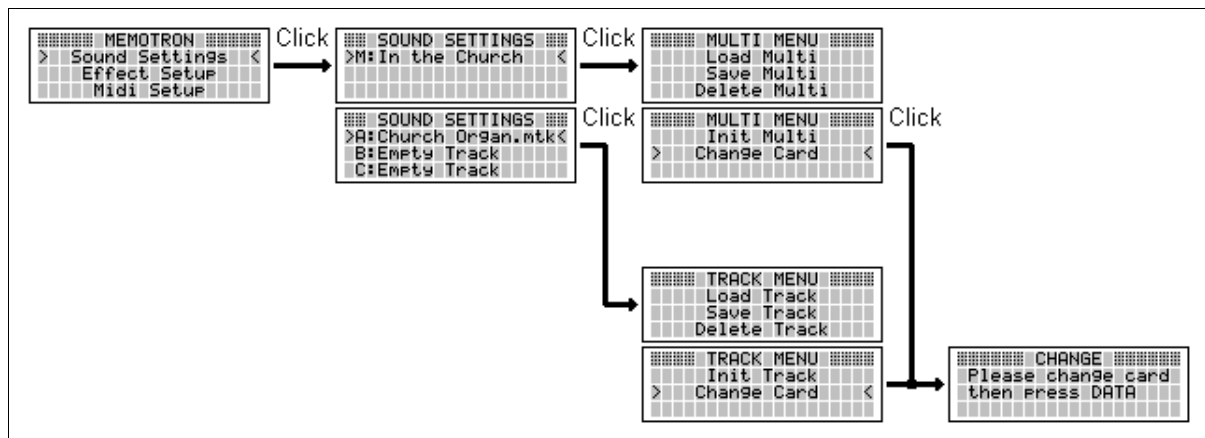 MEMOTRON
> Sound Settings <
Effect Setup
Midi Setup
Click
SOUND SETTINGS
>M:In the Church <
Click
MULTI MENU
Load Multi
Save Multi
Delete Multi
SOUND SETTINGS
>A:Church Organ.mtk<
B:Empty Track
C:Empty Track
Click
MULTI MENU
Init Multi
> Change Card <
Click
TRACK MENU
Load Track
Save Track
Delete Track
TRACK MENU
Init Track
> Change Card <
CHANGE
Please change card
then press DATA